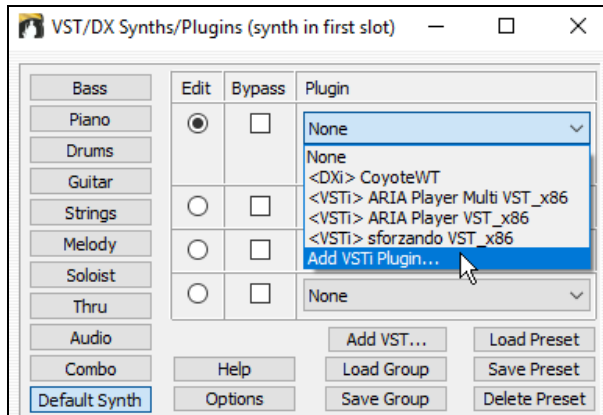 VST/DX Synths/Plugins (synth in first slot)
Bass
Piano
Drums
Guitar
Strings
Melody
Soloist
Thru
Audio
Combo
Default Synth
Edit Bypass Plugin
None
None
<DXi> CoyoteWT
<VSTi> ARIA Player Multi VST_x86
<VSTi> ARIA Player VST_x86
<VSTi> sforzando VST_x86
Add VSTi Plugin...
None
Add VST... Load Preset
Help Load Group Save Preset
Options Save Group Delete Preset